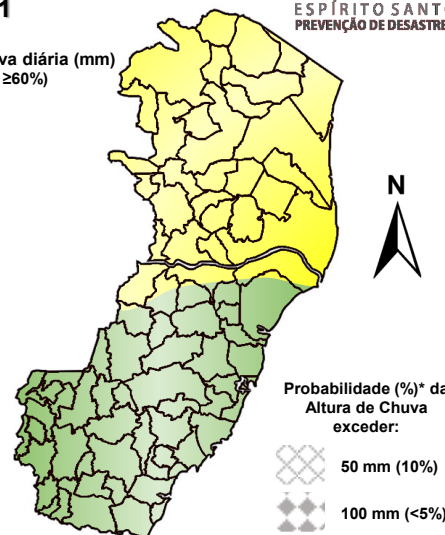 1
ESPÍRITO SANTO
PREVENÇÃO DE DESASTRE
va diária (mm)
≥60%)
N
Probabilidade (%)* da
Altura de Chuva
exceder:
50 mm (10%)
100 mm (<5%)